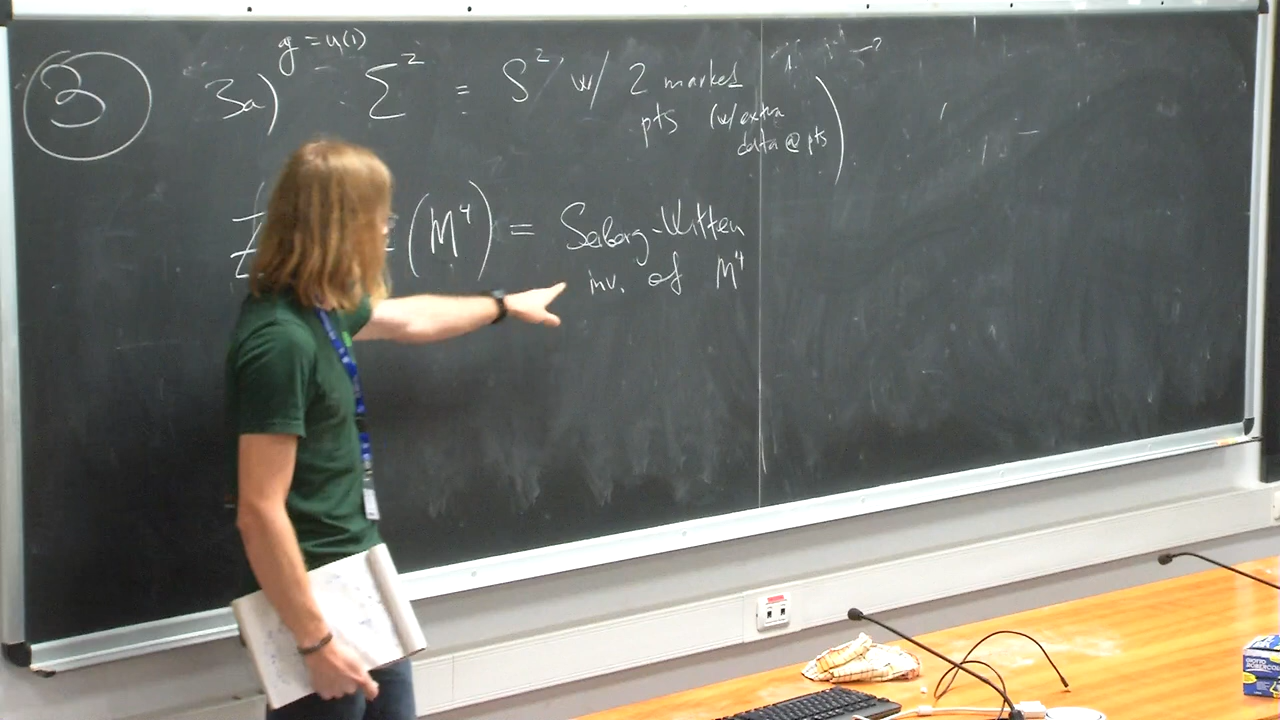 3
3a) g = u(1) Σ² = S² w/ 2 marked
pts (w/ extra
data @ pts)
Z (M⁴) = Seiberg-Witten
inv. of M⁴